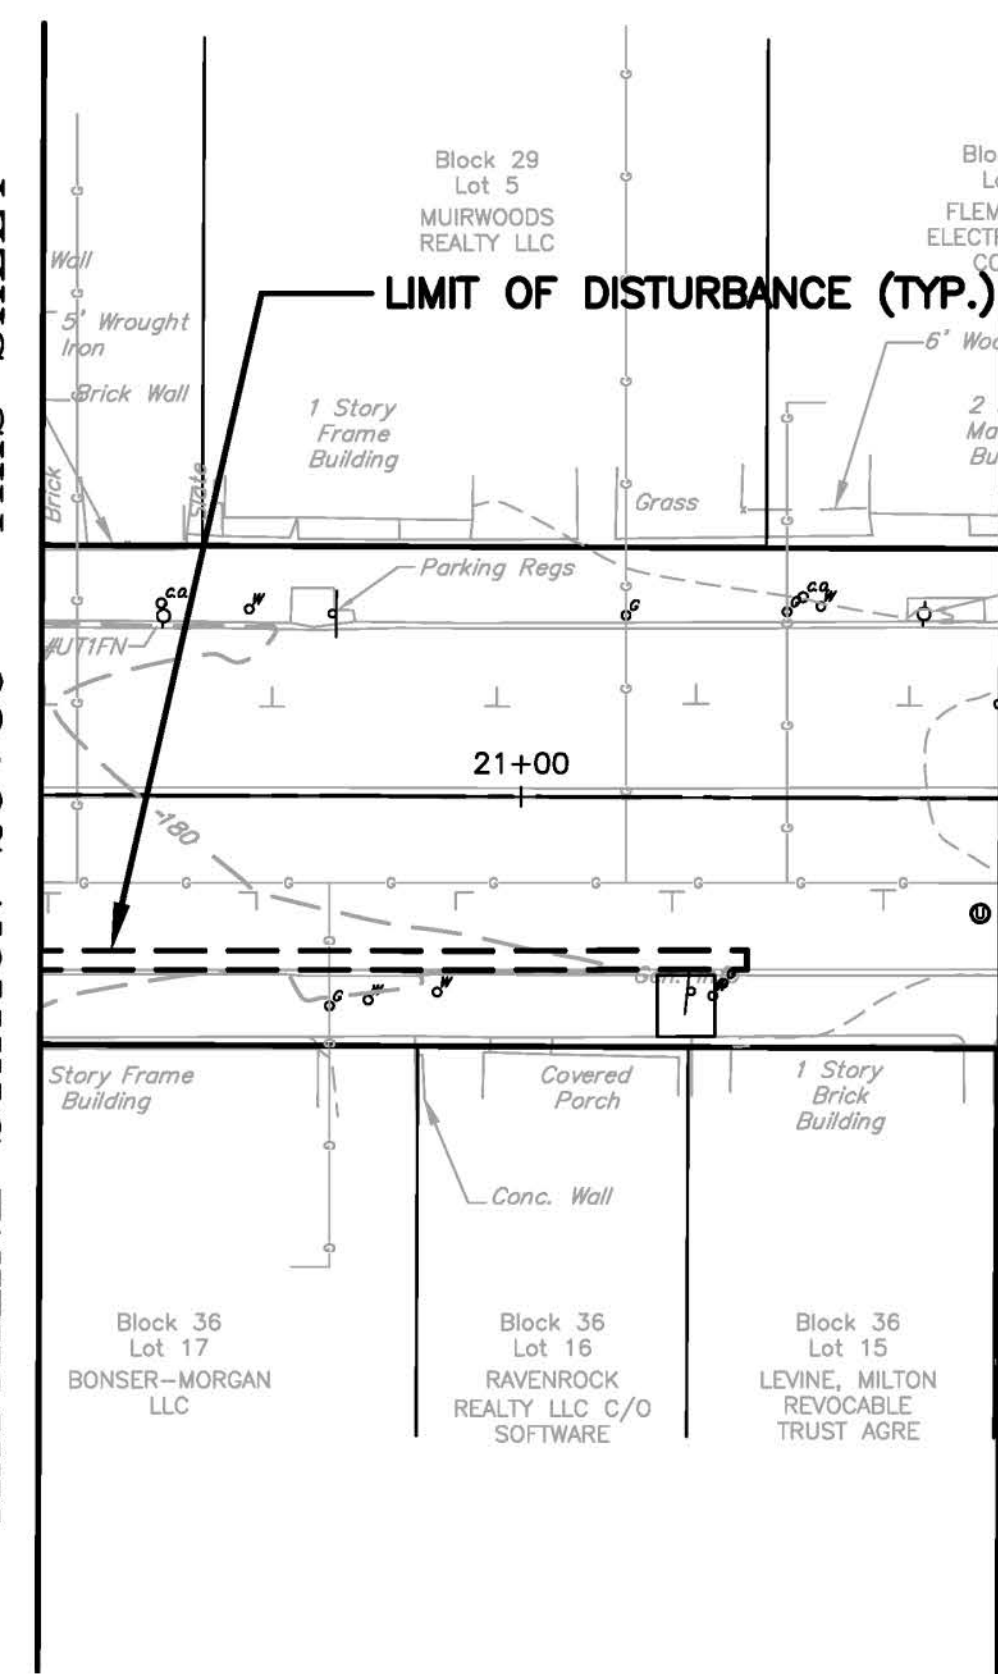 Block 29
Lot 5
MUIRWOODS
REALTY LLC
Wall
LIMIT OF DISTURBANCE (TYP.)
5' Wrought
Iron
6'
Brick Wall
1 Story
Frame
Building
2
Brick
Slate
Grass
Parking Regs
C.O.
W
G
G
C.O.
W
#UT1FN
21+00
-180
U
G
W
W
G
Story Frame
Building
Covered
Porch
1 Story
Brick
Building
Conc. Wall
Block 36
Lot 17
BONSER-MORGAN
LLC
Block 36
Lot 16
RAVENROCK
REALTY LLC C/O
SOFTWARE
Block 36
Lot 15
LEVINE, MILTON
REVOCABLE
TRUST AGRE